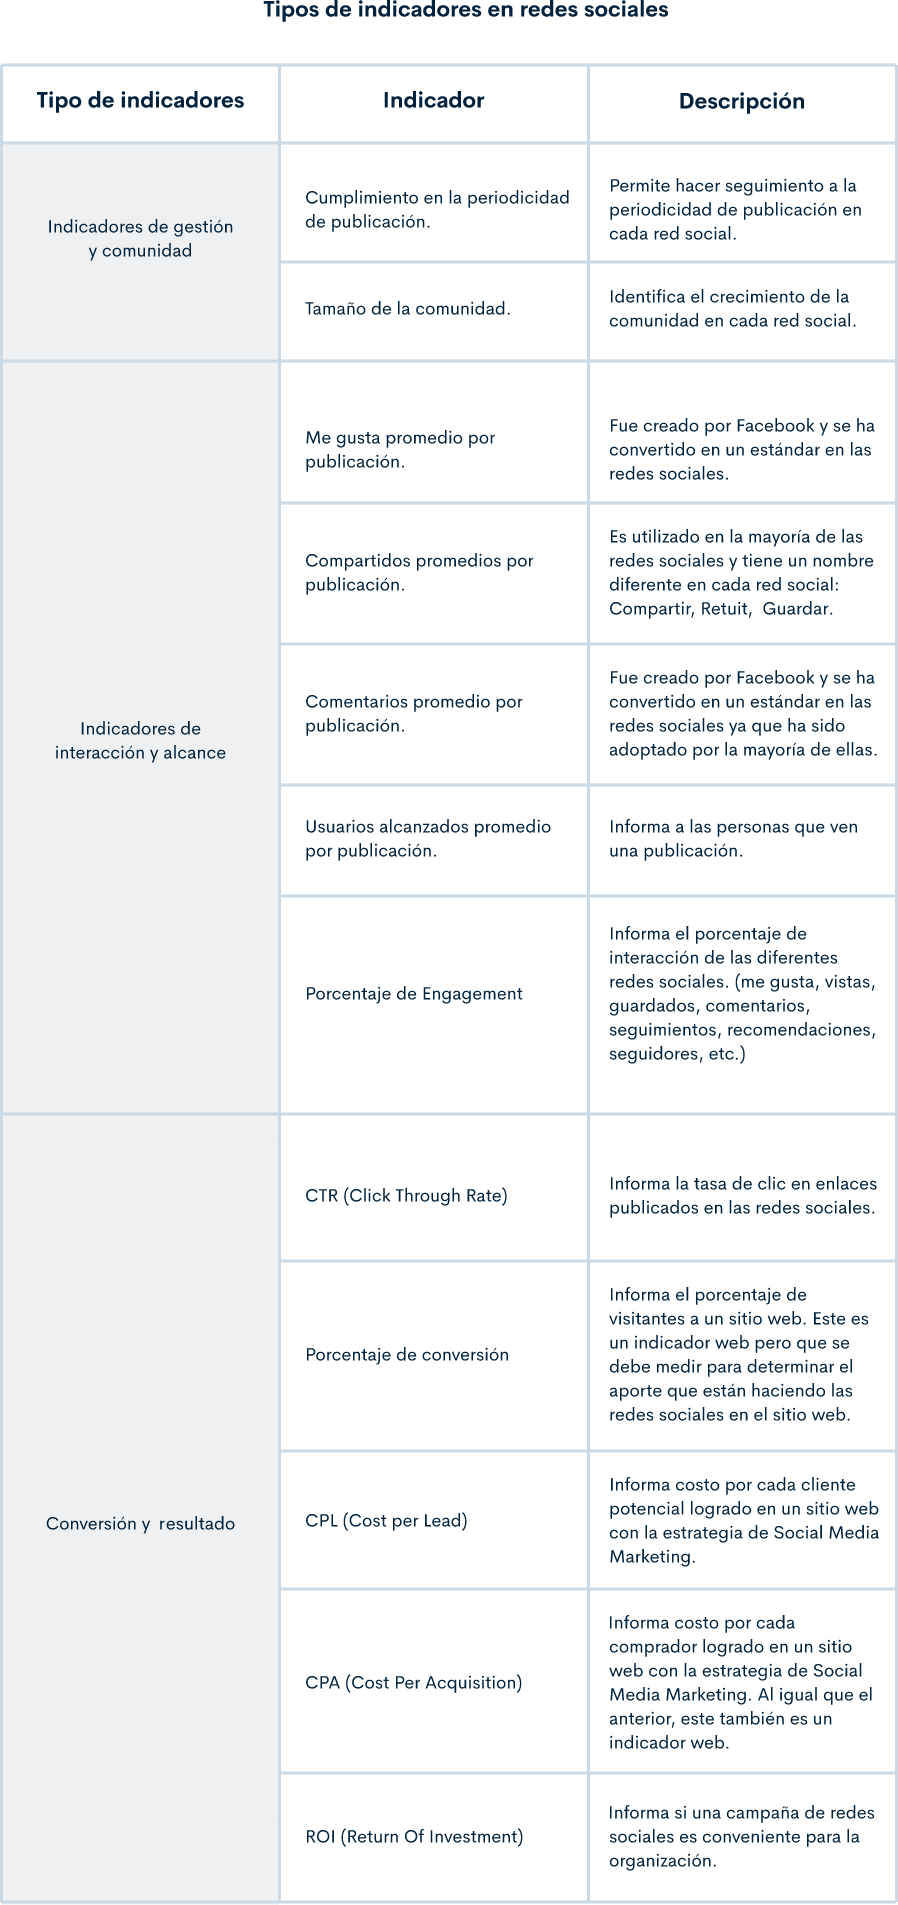 Tipos de indicadores en redes sociales
Tipo de indicadores
Indicador
Descripción
Indicadores de gestión
y comunidad
Cumplimiento en la periodicidad
de publicación.
Permite hacer seguimiento a la
periodicidad de publicación en
cada red social.
Tamaño de la comunidad.
Identifica el crecimiento de la
comunidad en cada red social.
Indicadores de
interacción y alcance
Me gusta promedio por
publicación.
Fue creado por Facebook y se ha
convertido en un estándar en las
redes sociales.
Compartidos promedios por
publicación.
Es utilizado en la mayoría de las
redes sociales y tiene un nombre
diferente en cada red social:
Compartir, Retuit,  Guardar.
Comentarios promedio por
publicación.
Fue creado por Facebook y se ha
convertido en un estándar en las
redes sociales ya que ha sido
adoptado por la mayoría de ellas.
Usuarios alcanzados promedio
por publicación.
Informa a las personas que ven
una publicación.
Porcentaje de Engagement
Informa el porcentaje de
interacción de las diferentes
redes sociales. (me gusta, vistas,
guardados, comentarios,
seguimientos, recomendaciones,
seguidores, etc.)
Conversión y  resultado
CTR (Click Through Rate)
Informa la tasa de clic en enlaces
publicados en las redes sociales.
Porcentaje de conversión
Informa el porcentaje de
visitantes a un sitio web. Este es
un indicador web pero que se
debe medir para determinar el
aporte que están haciendo las
redes sociales en el sitio web.
CPL (Cost per Lead)
Informa costo por cada cliente
potencial logrado en un sitio web
con la estrategia de Social Media
Marketing.
CPA (Cost Per Acquisition)
Informa costo por cada
comprador logrado en un sitio
web con la estrategia de Social
Media Marketing. Al igual que el
anterior, este también es un
indicador web.
ROI (Return Of Investment)
Informa si una campaña de redes
sociales es conveniente para la
organización.